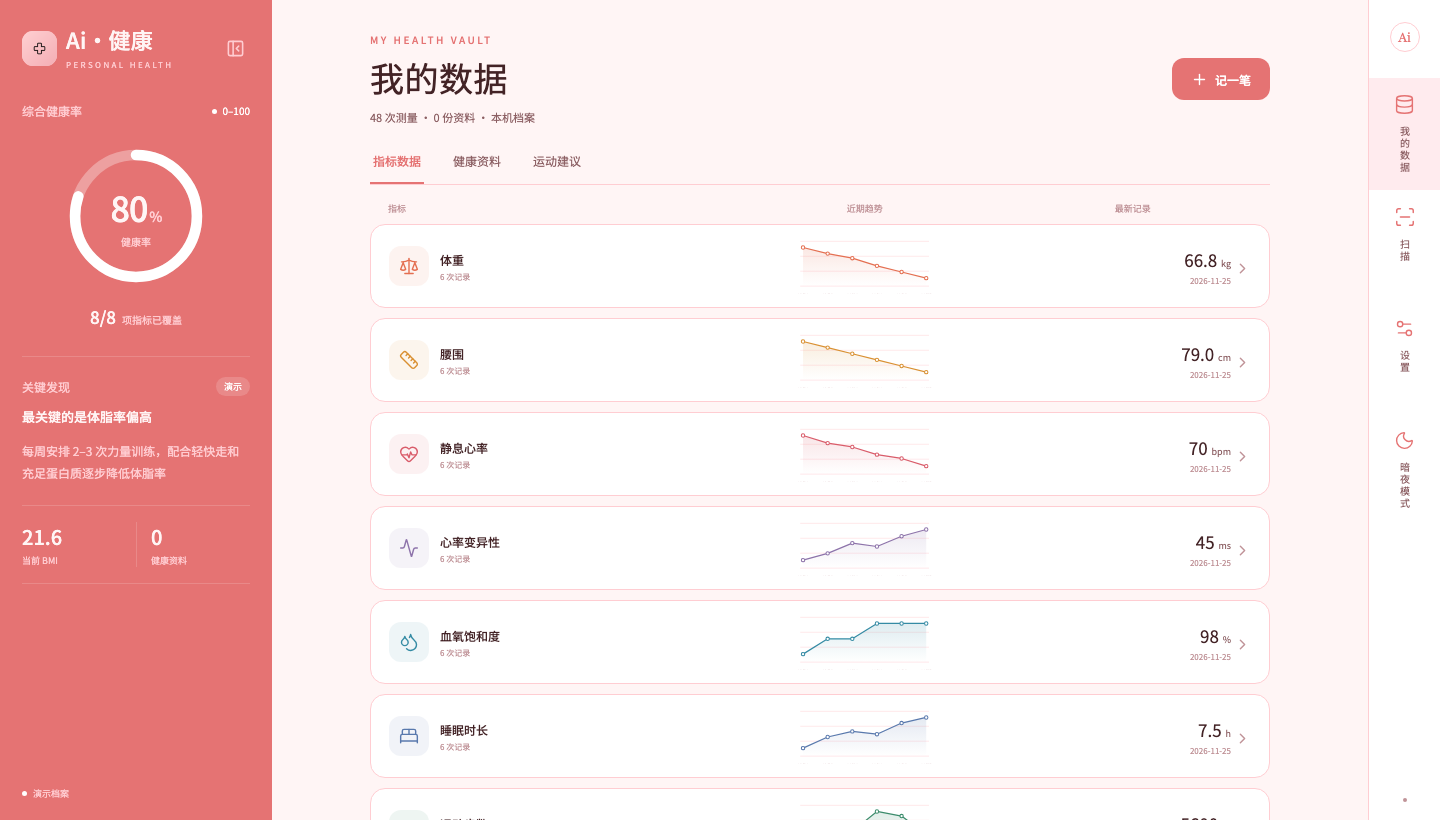 Ai · 健康
PERSONAL HEALTH
综合健康率
0–100
80%
健康率
8/8 项指标已覆盖
关键发现
演示
最关键的是体脂率偏高
每周安排 2–3 次力量训练，配合轻快走和
充足蛋白质逐步降低体脂率
21.6
当前 BMI
0
健康资料
演示档案
MY HEALTH VAULT
我的数据
48 次测量 · 0 份资料 · 本机档案
记一笔
指标数据
健康资料
运动建议
指标
近期趋势
最新记录
体重
6 次记录
66.8 kg
2026-11-25
腰围
6 次记录
79.0 cm
2026-11-25
静息心率
6 次记录
70 bpm
2026-11-25
心率变异性
6 次记录
45 ms
2026-11-25
血氧饱和度
6 次记录
98 %
2026-11-25
睡眠时长
6 次记录
7.5 h
2026-11-25
Ai
我的数据
扫描
设置
暗夜模式